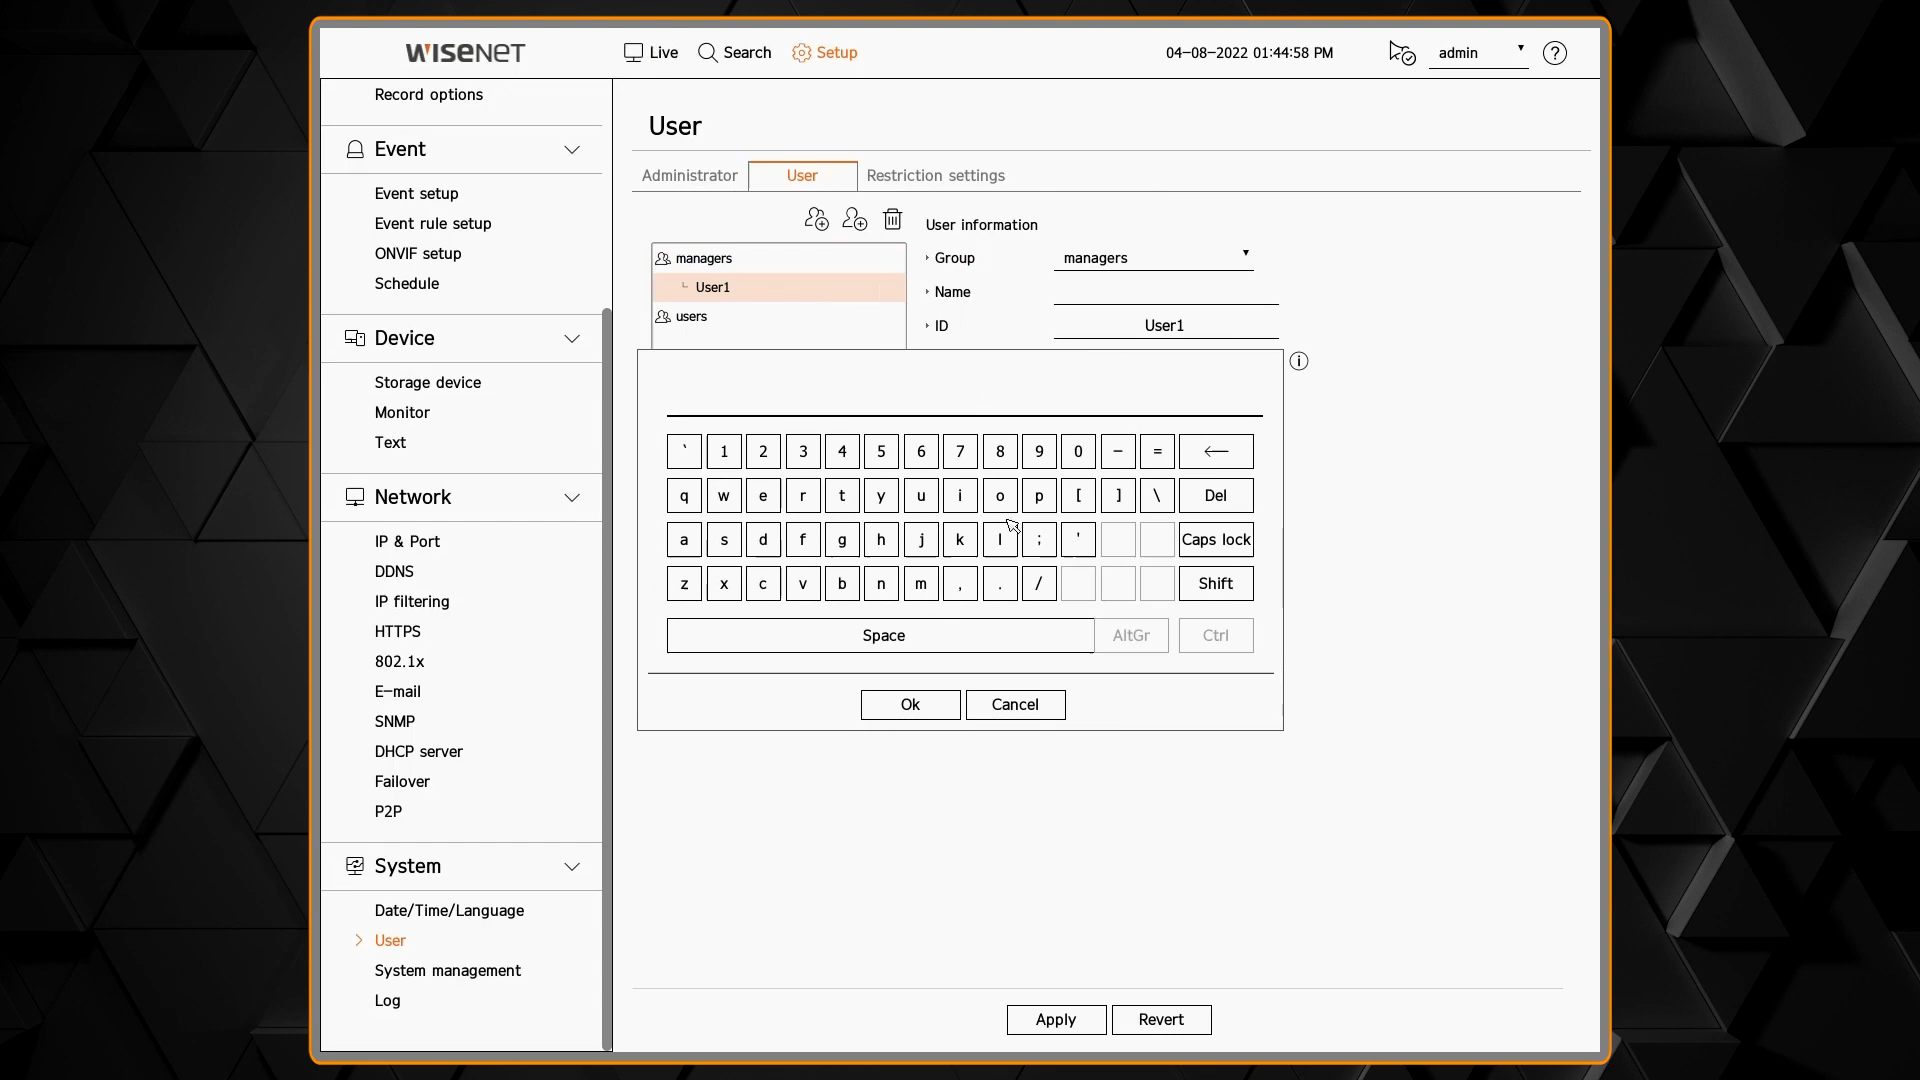 WISENET
Live
Search
Setup
04-08-2022 01:44:58 PM
admin
?
Record options
Event
Event setup
Event rule setup
ONVIF setup
Schedule
Device
Storage device
Monitor
Text
Network
IP & Port
DDNS
IP filtering
HTTPS
802.1x
E-mail
SNMP
DHCP server
Failover
P2P
System
Date/Time/Language
User
System management
Log
User
Administrator
User
Restriction settings
User information
managers
User1
users
Group
managers
Name
ID
User1
` 1 2 3 4 5 6 7 8 9 0 - =
q w e r t y u i o p [ ] \ Del
a s d f g h j k l ; ' Caps lock
z x c v b n m , . / Shift
Space AltGr Ctrl
Ok Cancel
Apply Revert